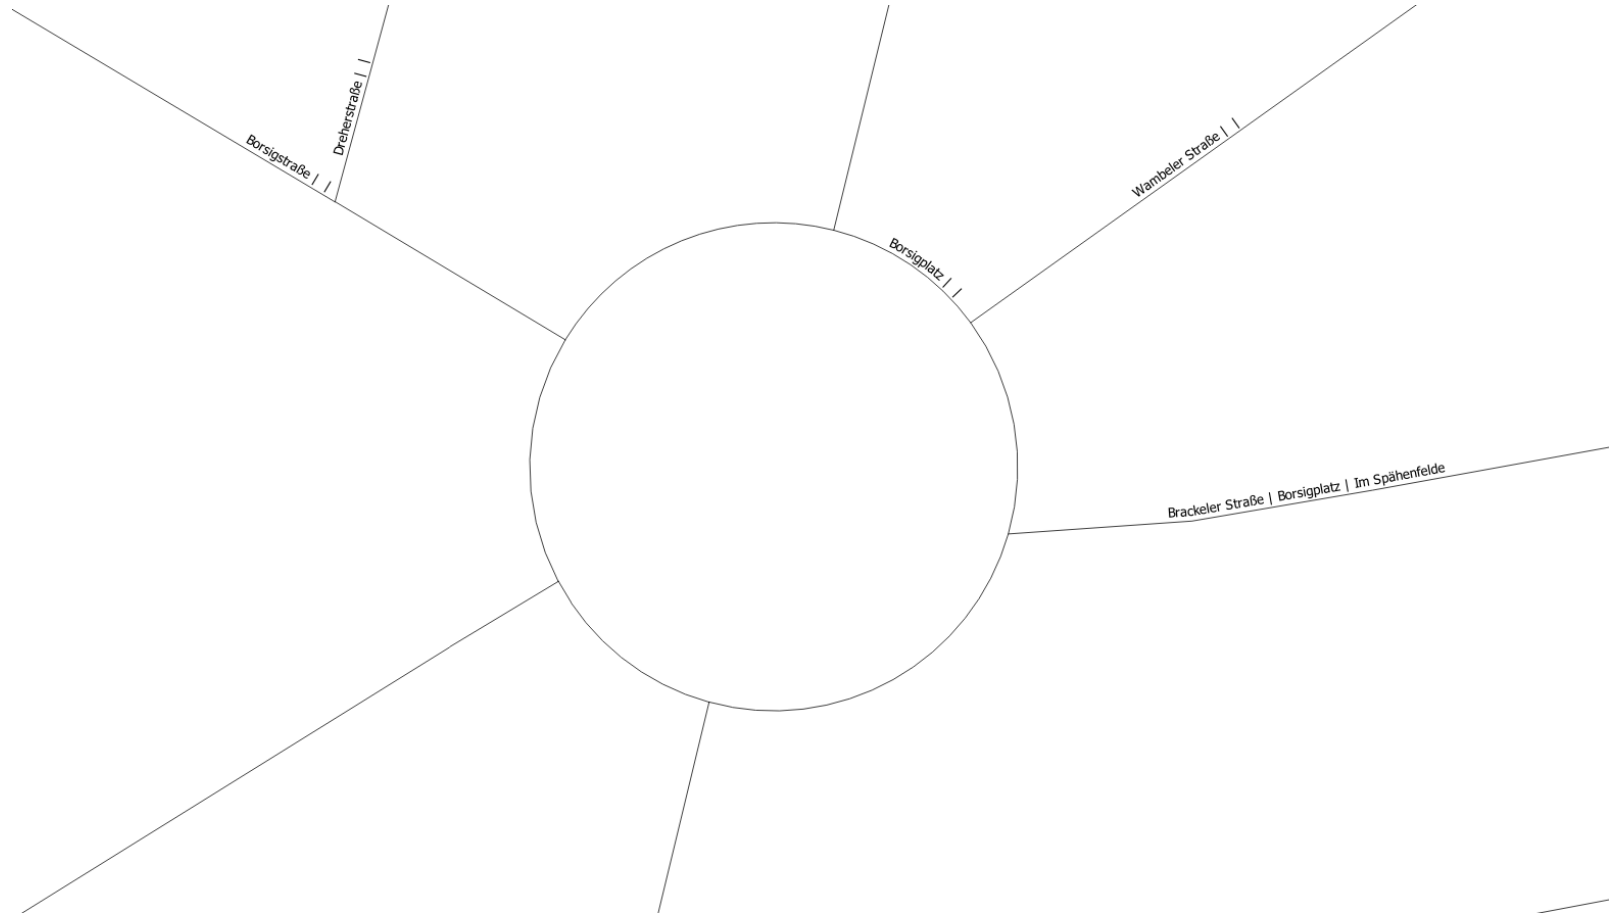 Dreherstraße | |
Borsigstraße | |
Wambeler Straße | |
Borsigplatz | |
Brackeler Straße | Borsigplatz | Im Spähenfelde